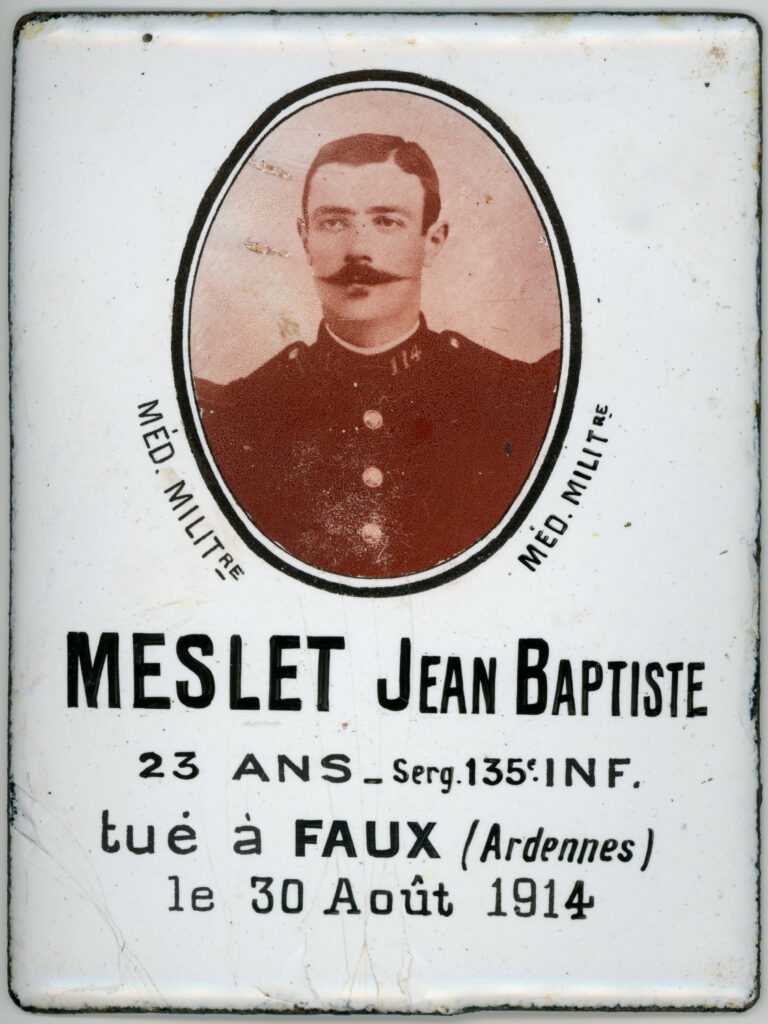 114
MÉD. MILITRE
MÉD. MILITRE
MESLET JEAN BAPTISTE
23 ANS - Serg. 135e. INF.
tué à FAUX (Ardennes)
le 30 Août 1914